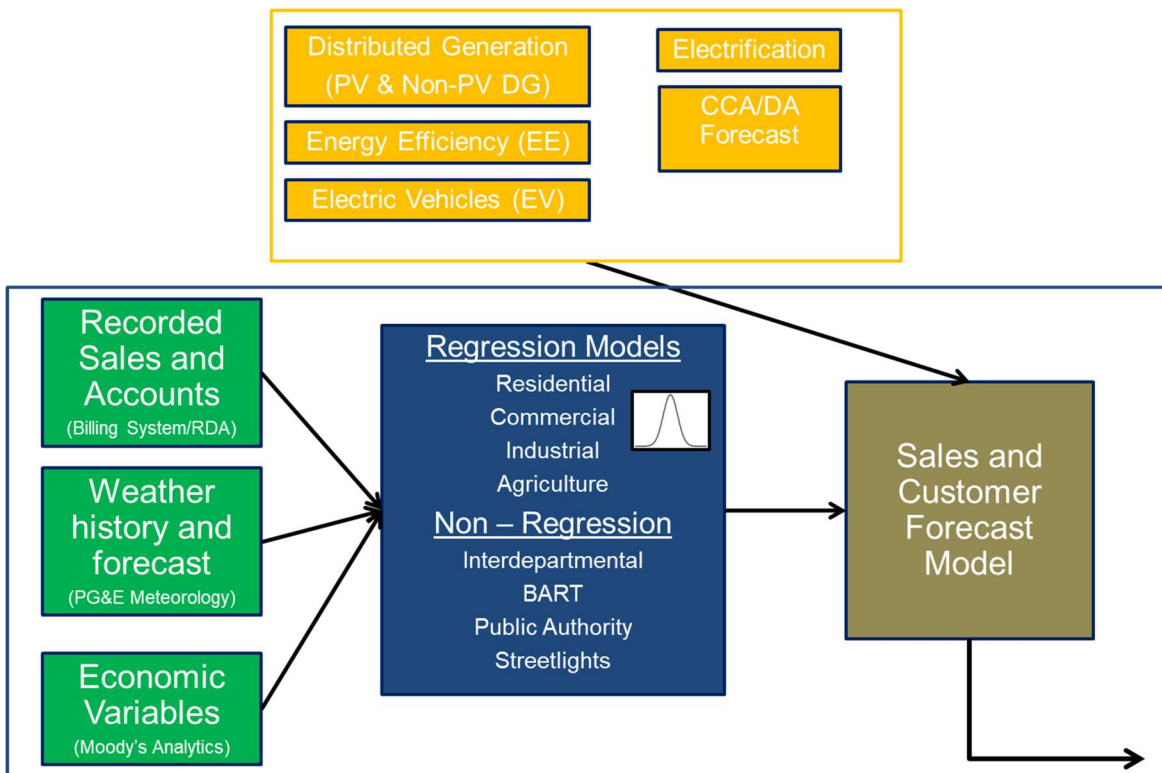 Distributed Generation
(PV & Non-PV DG)
Energy Efficiency (EE)
Electric Vehicles (EV)
Electrification
CCA/DA
Forecast
Recorded
Sales and
Accounts
(Billing System/RDA)
Weather
history and
forecast
(PG&E Meteorology)
Economic
Variables
(Moody's Analytics)
Regression Models
Residential
Commercial
Industrial
Agriculture
Non – Regression
Interdepartmental
BART
Public Authority
Streetlights
Sales and
Customer
Forecast
Model